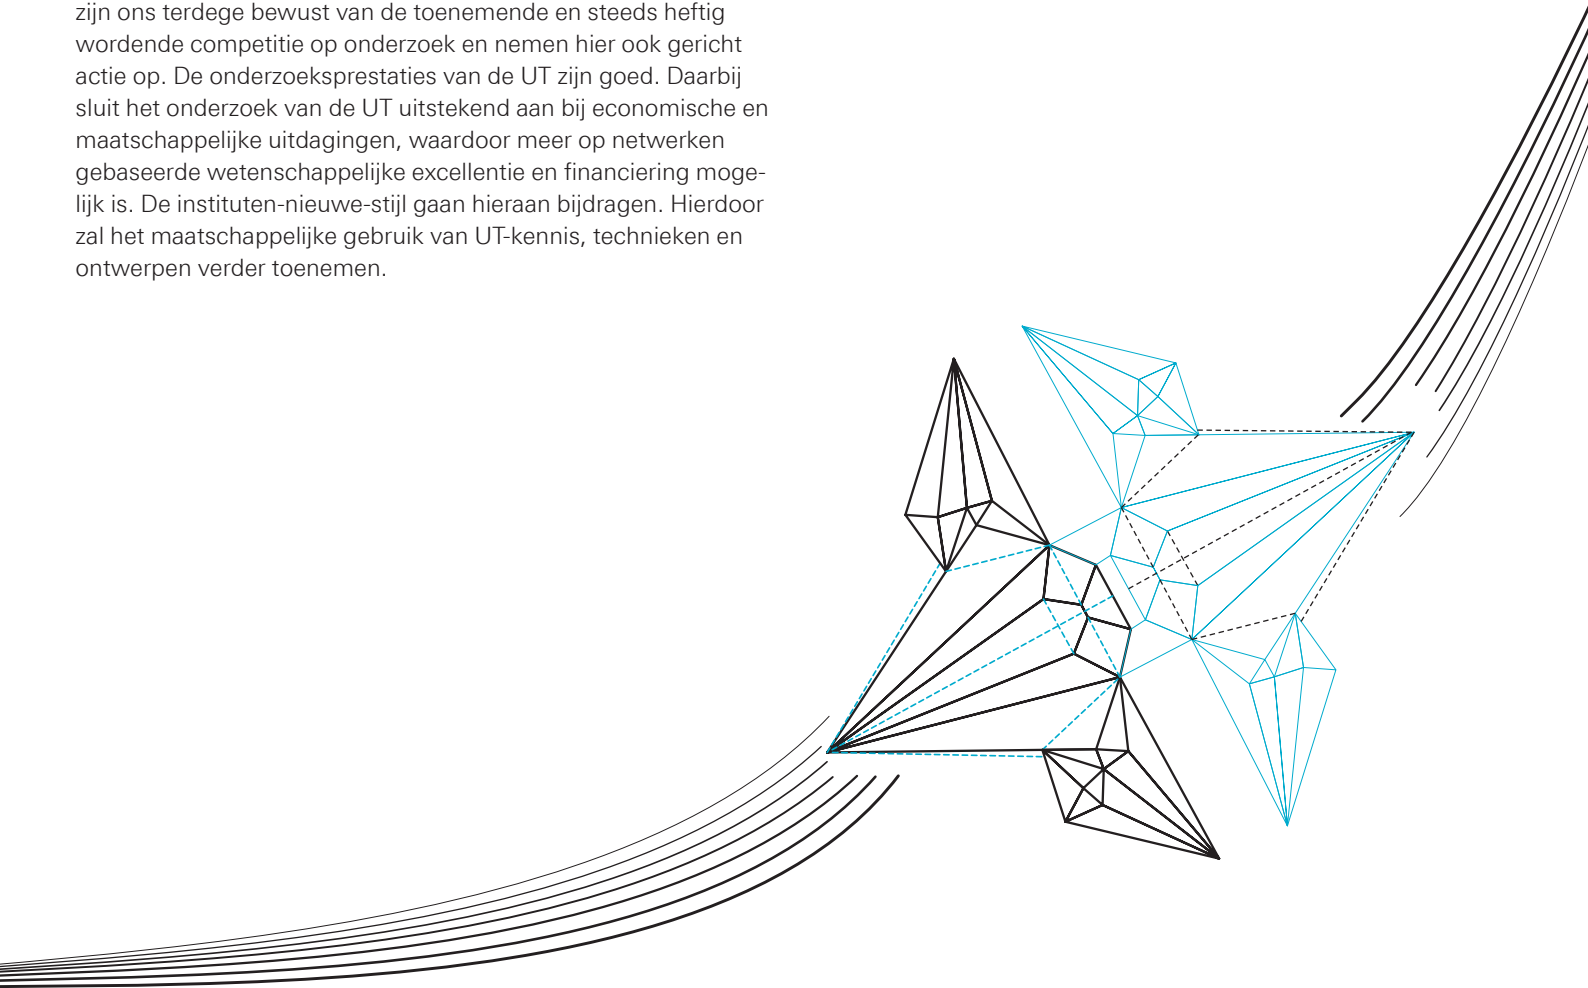 zijn ons terdege bewust van de toenemende en steeds heftig
wordende competitie op onderzoek en nemen hier ook gericht
actie op. De onderzoeksprestaties van de UT zijn goed. Daarbij
sluit het onderzoek van de UT uitstekend aan bij economische en
maatschappelijke uitdagingen, waardoor meer op netwerken
gebaseerde wetenschappelijke excellentie en financiering moge-
lijk is. De instituten-nieuwe-stijl gaan hieraan bijdragen. Hierdoor
zal het maatschappelijke gebruik van UT-kennis, technieken en
ontwerpen verder toenemen.